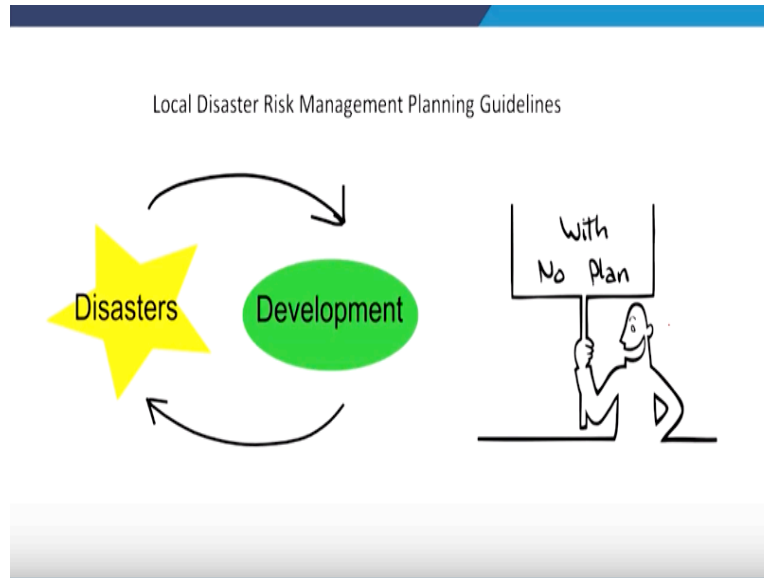 Local Disaster Risk Management Planning Guidelines
Disasters
Development
With
No Plan